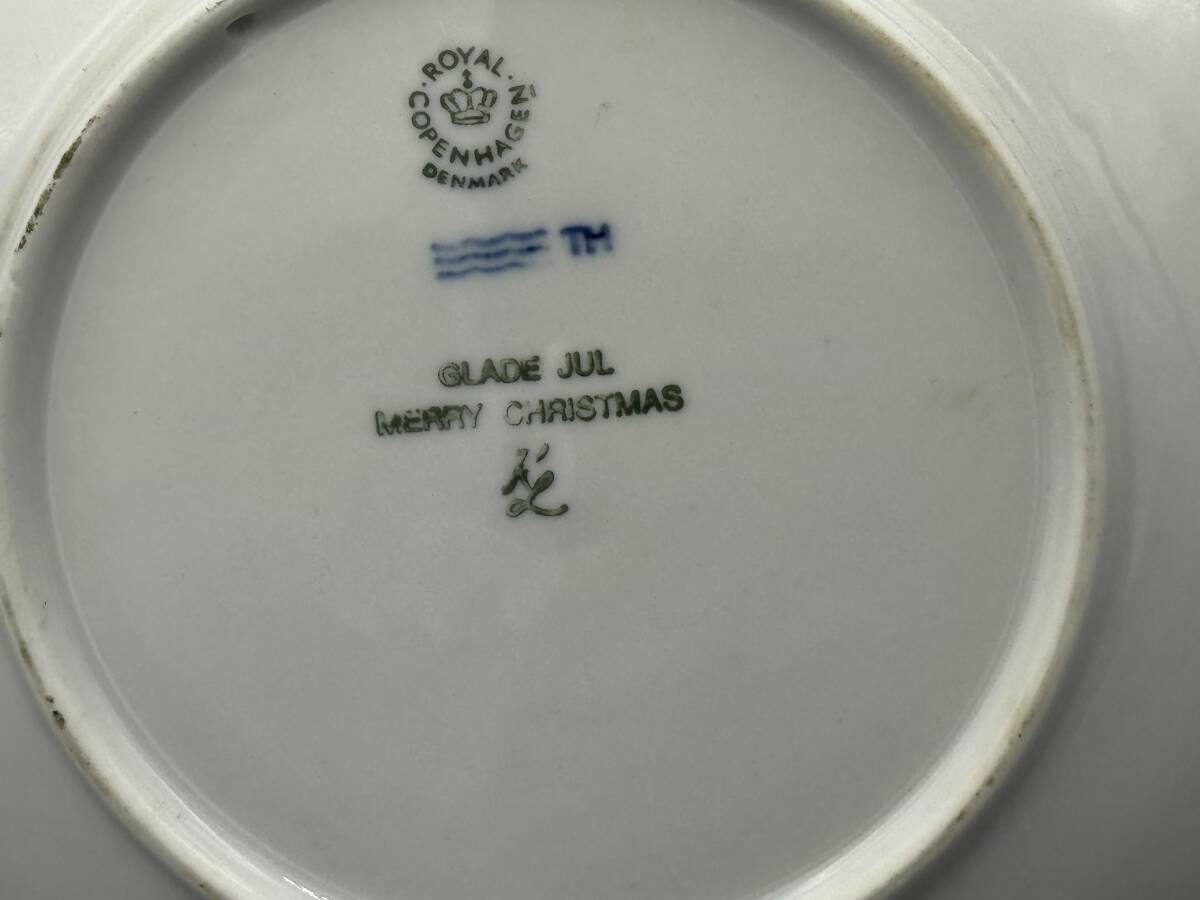 ROYAL COPENHAGEN
DENMARK
TH
GLADE JUL
MERRY CHRISTMAS